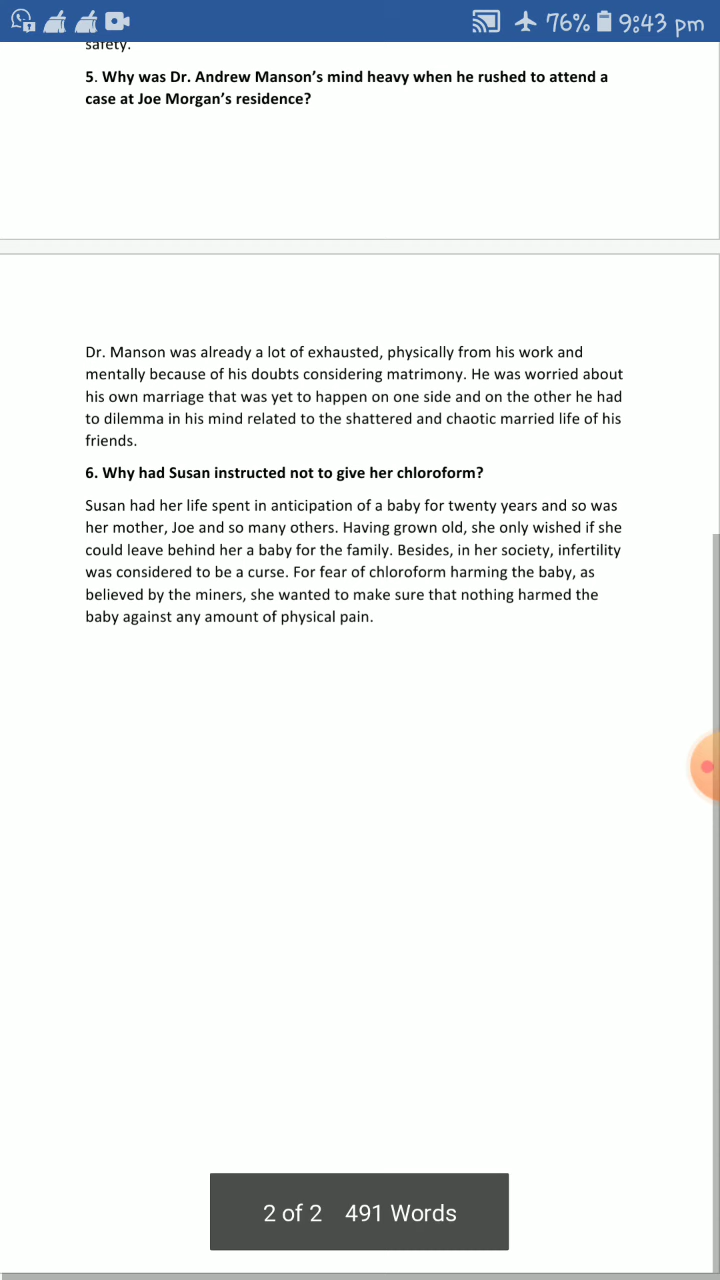 76% 9:43 pm
safety.
5. Why was Dr. Andrew Manson's mind heavy when he rushed to attend a
case at Joe Morgan's residence?
Dr. Manson was already a lot of exhausted, physically from his work and
mentally because of his doubts considering matrimony. He was worried about
his own marriage that was yet to happen on one side and on the other he had
to dilemma in his mind related to the shattered and chaotic married life of his
friends.
6. Why had Susan instructed not to give her chloroform?
Susan had her life spent in anticipation of a baby for twenty years and so was
her mother, Joe and so many others. Having grown old, she only wished if she
could leave behind her a baby for the family. Besides, in her society, infertility
was considered to be a curse. For fear of chloroform harming the baby, as
believed by the miners, she wanted to make sure that nothing harmed the
baby against any amount of physical pain.
2 of 2 491 Words